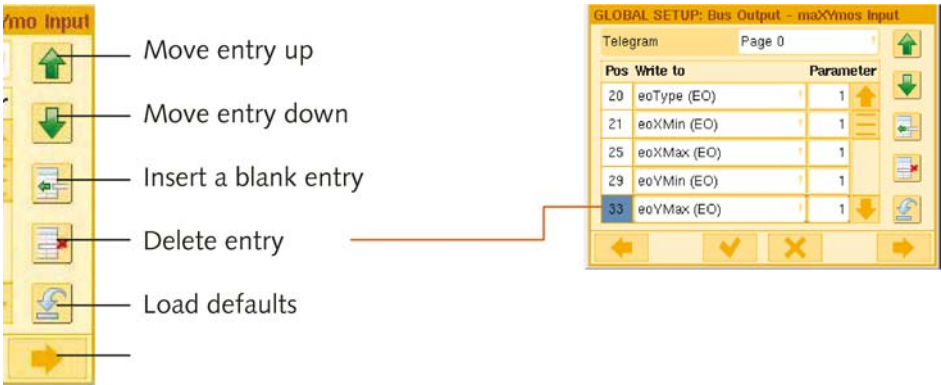 Ymo Input
Move entry up
Move entry down
Insert a blank entry
Delete entry
Load defaults
GLOBAL SETUP: Bus Output – maXYmos Input
Telegram Page 0
Pos Write to Parameter
20 eoType (EO) 1
21 eoXMin (EO) 1
25 eoXMax (EO) 1
29 eoYMin (EO) 1
33 eoYMax (EO) 1